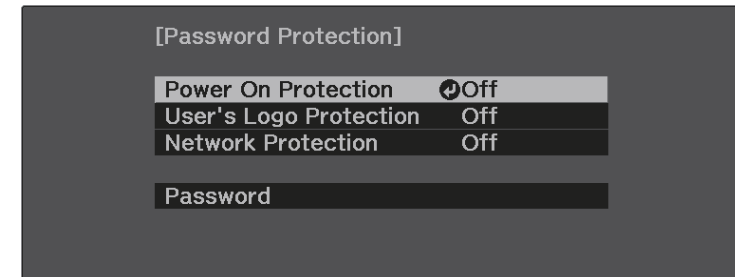 [Password Protection]
Power On Protection Off
User's Logo Protection Off
Network Protection Off
Password